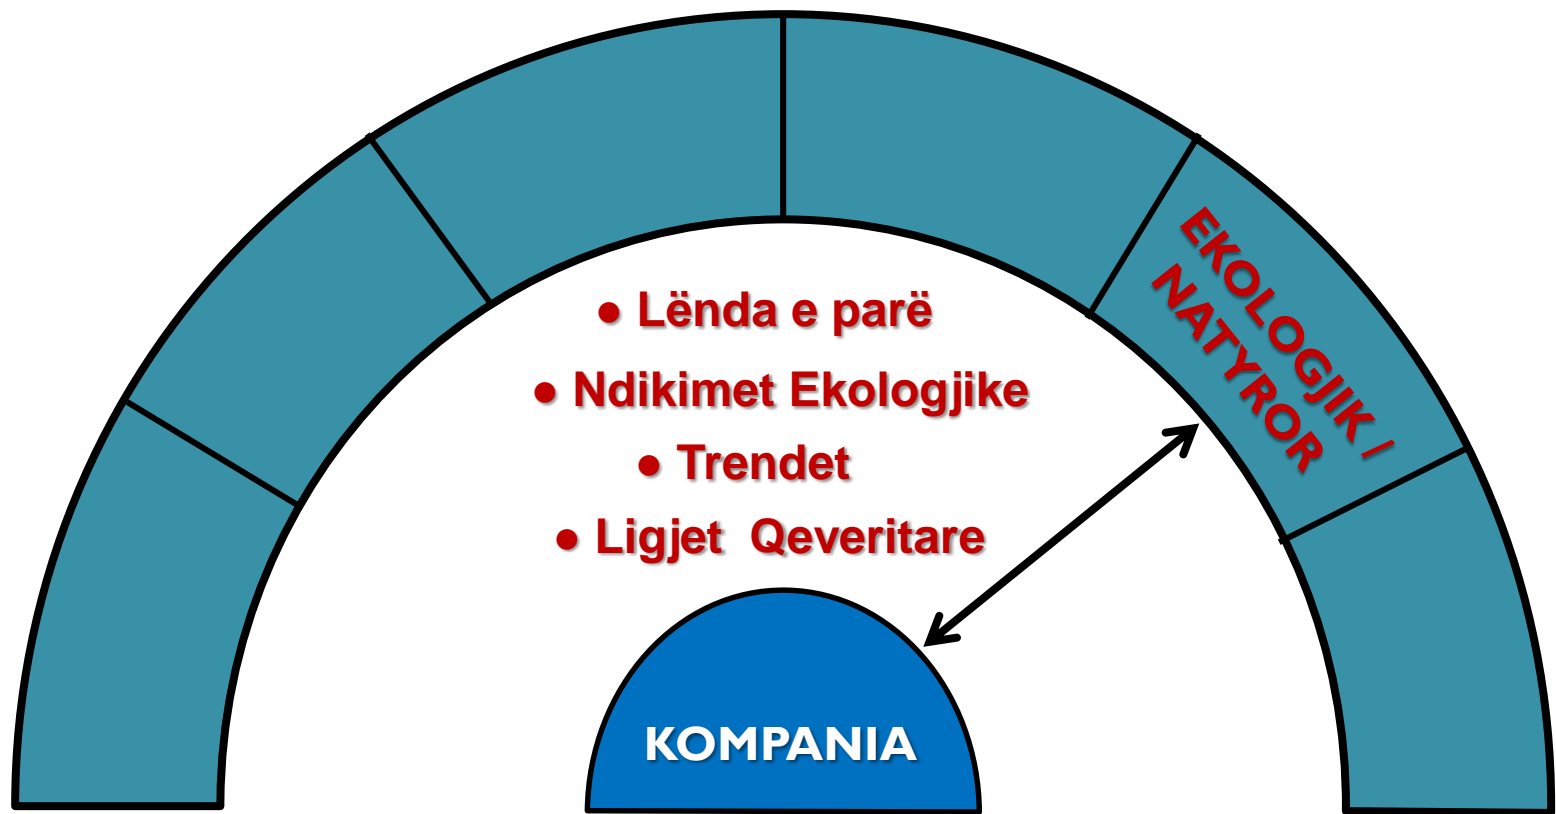 EKOLOGJIK /
NATYROR
● Lënda e parë
● Ndikimet Ekologjike
● Trendet
● Ligjet  Qeveritare
KOMPANIA